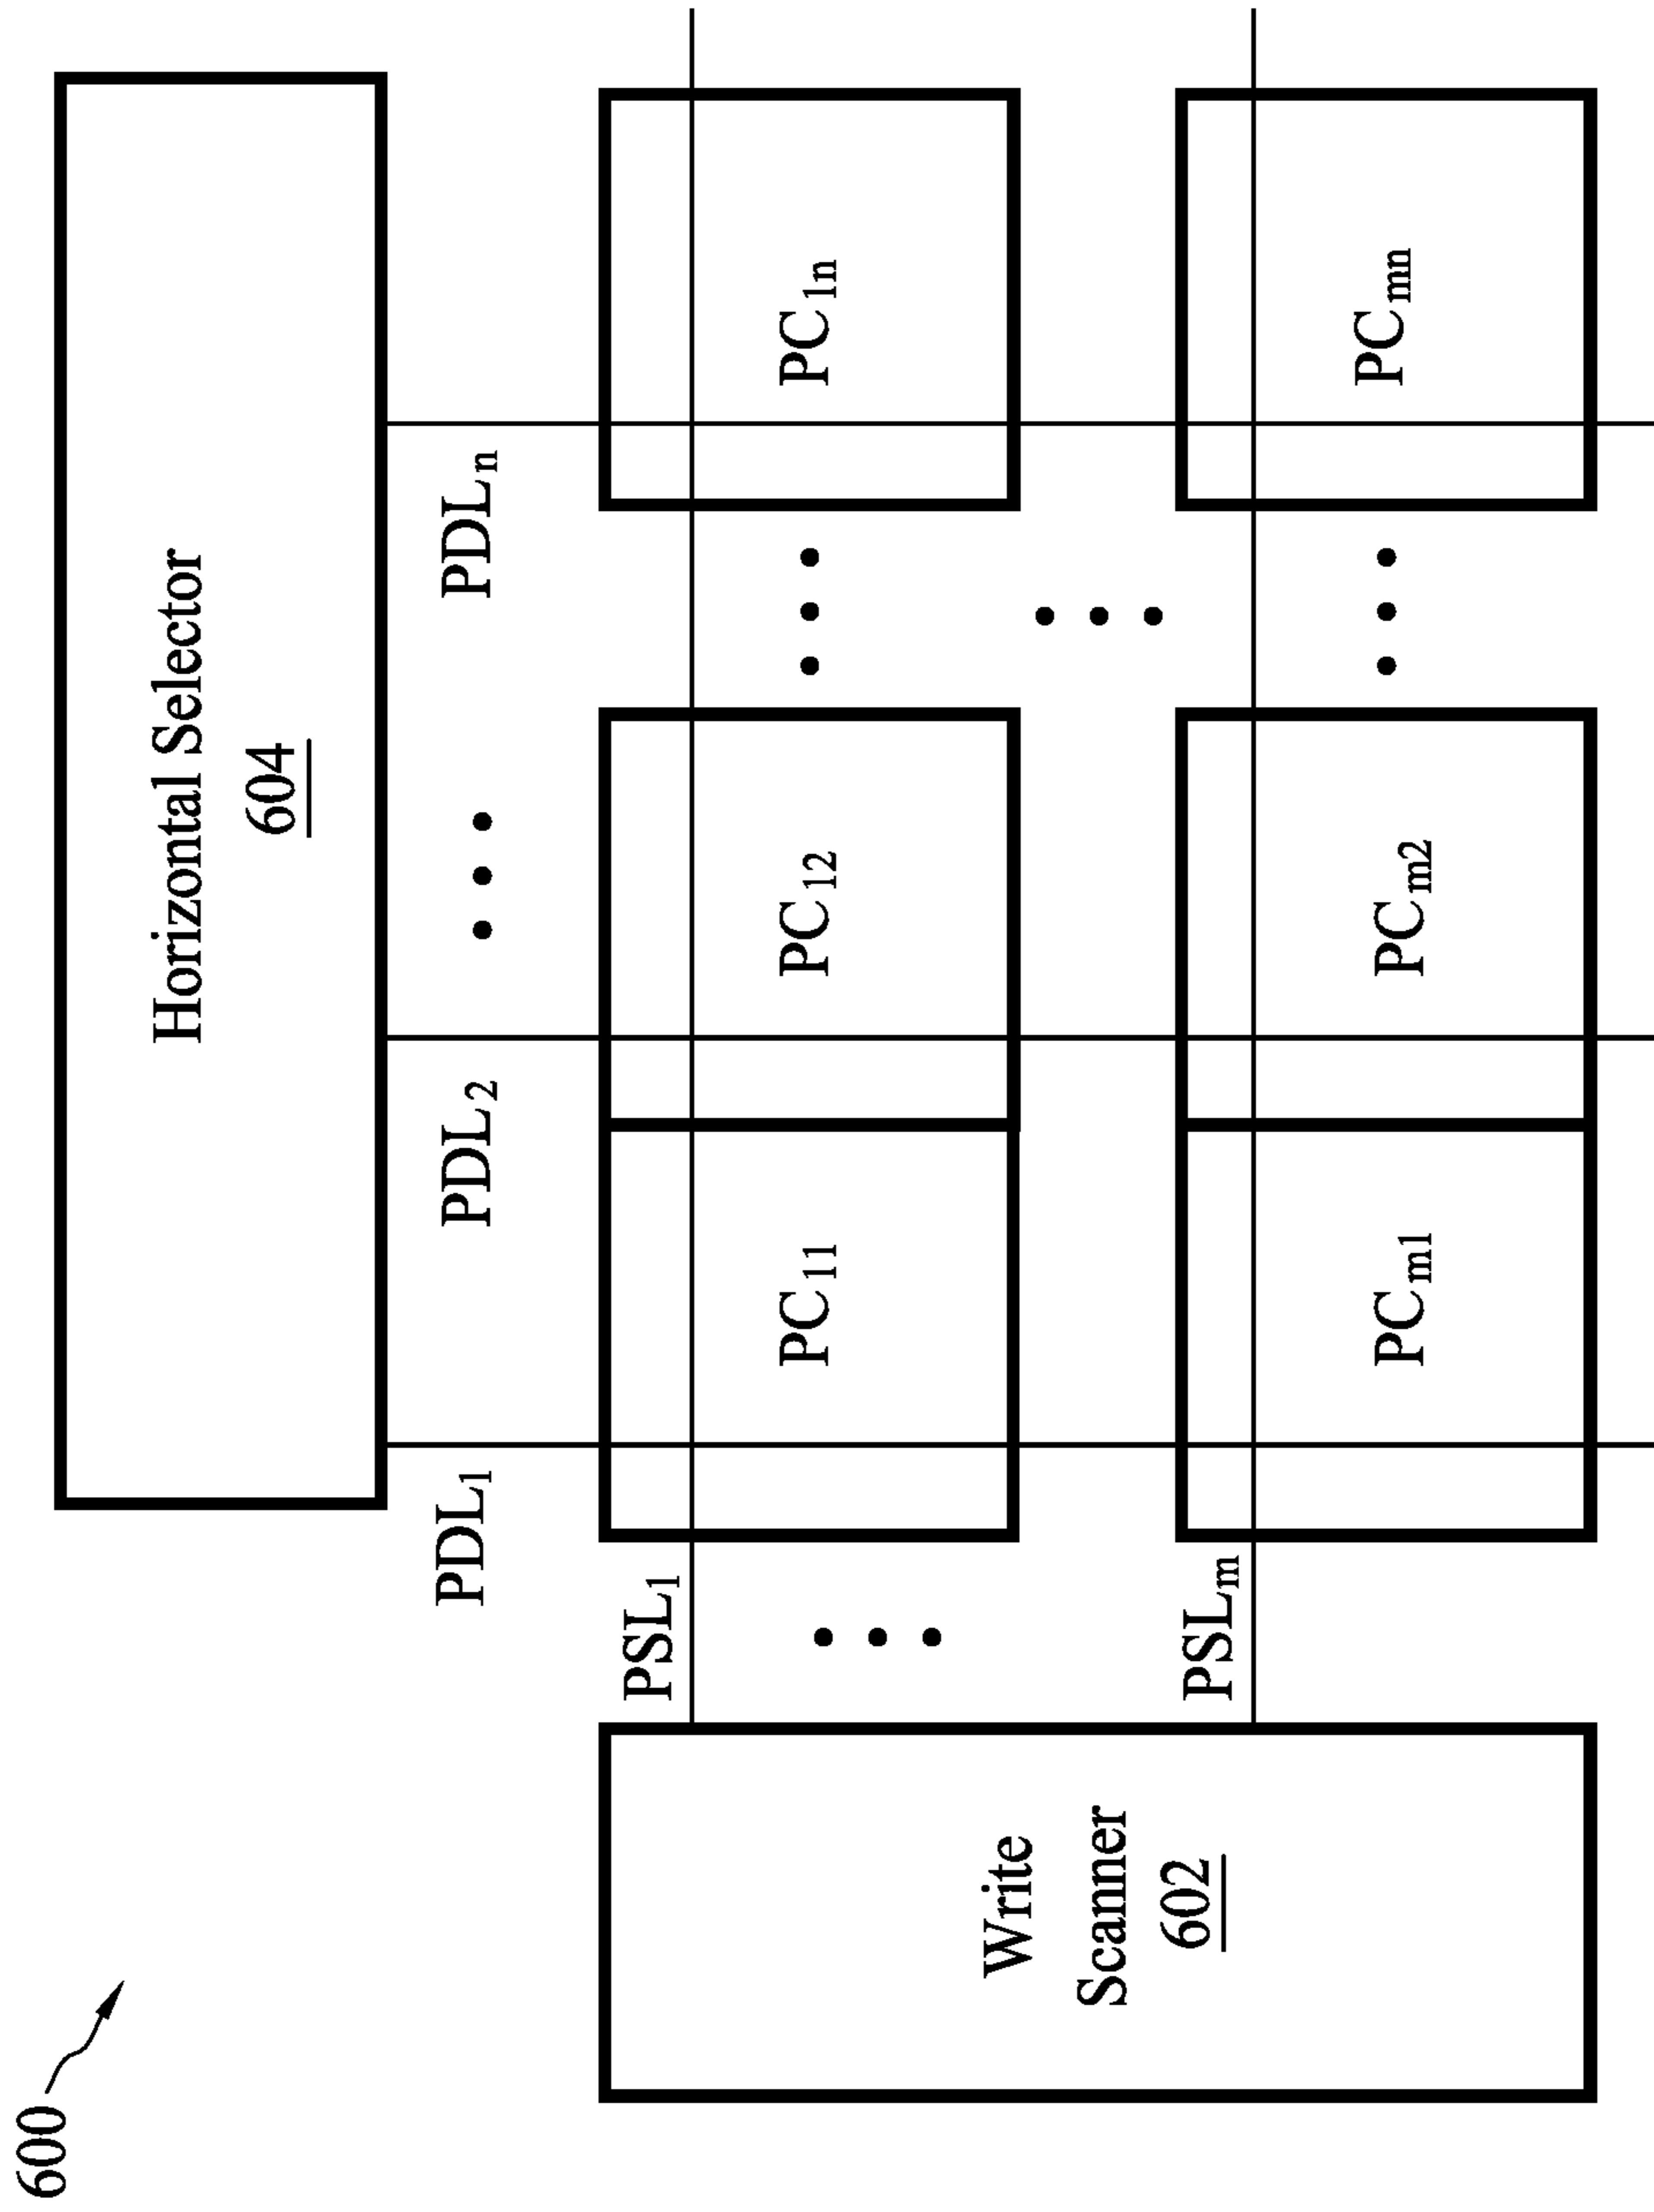 600
Horizontal Selector
604
PDL1
PDL2
PDLn
PSL1
PC11
PC12
PC1n
Write
Scanner
602
PSLm
PCm1
PCm2
PCmn